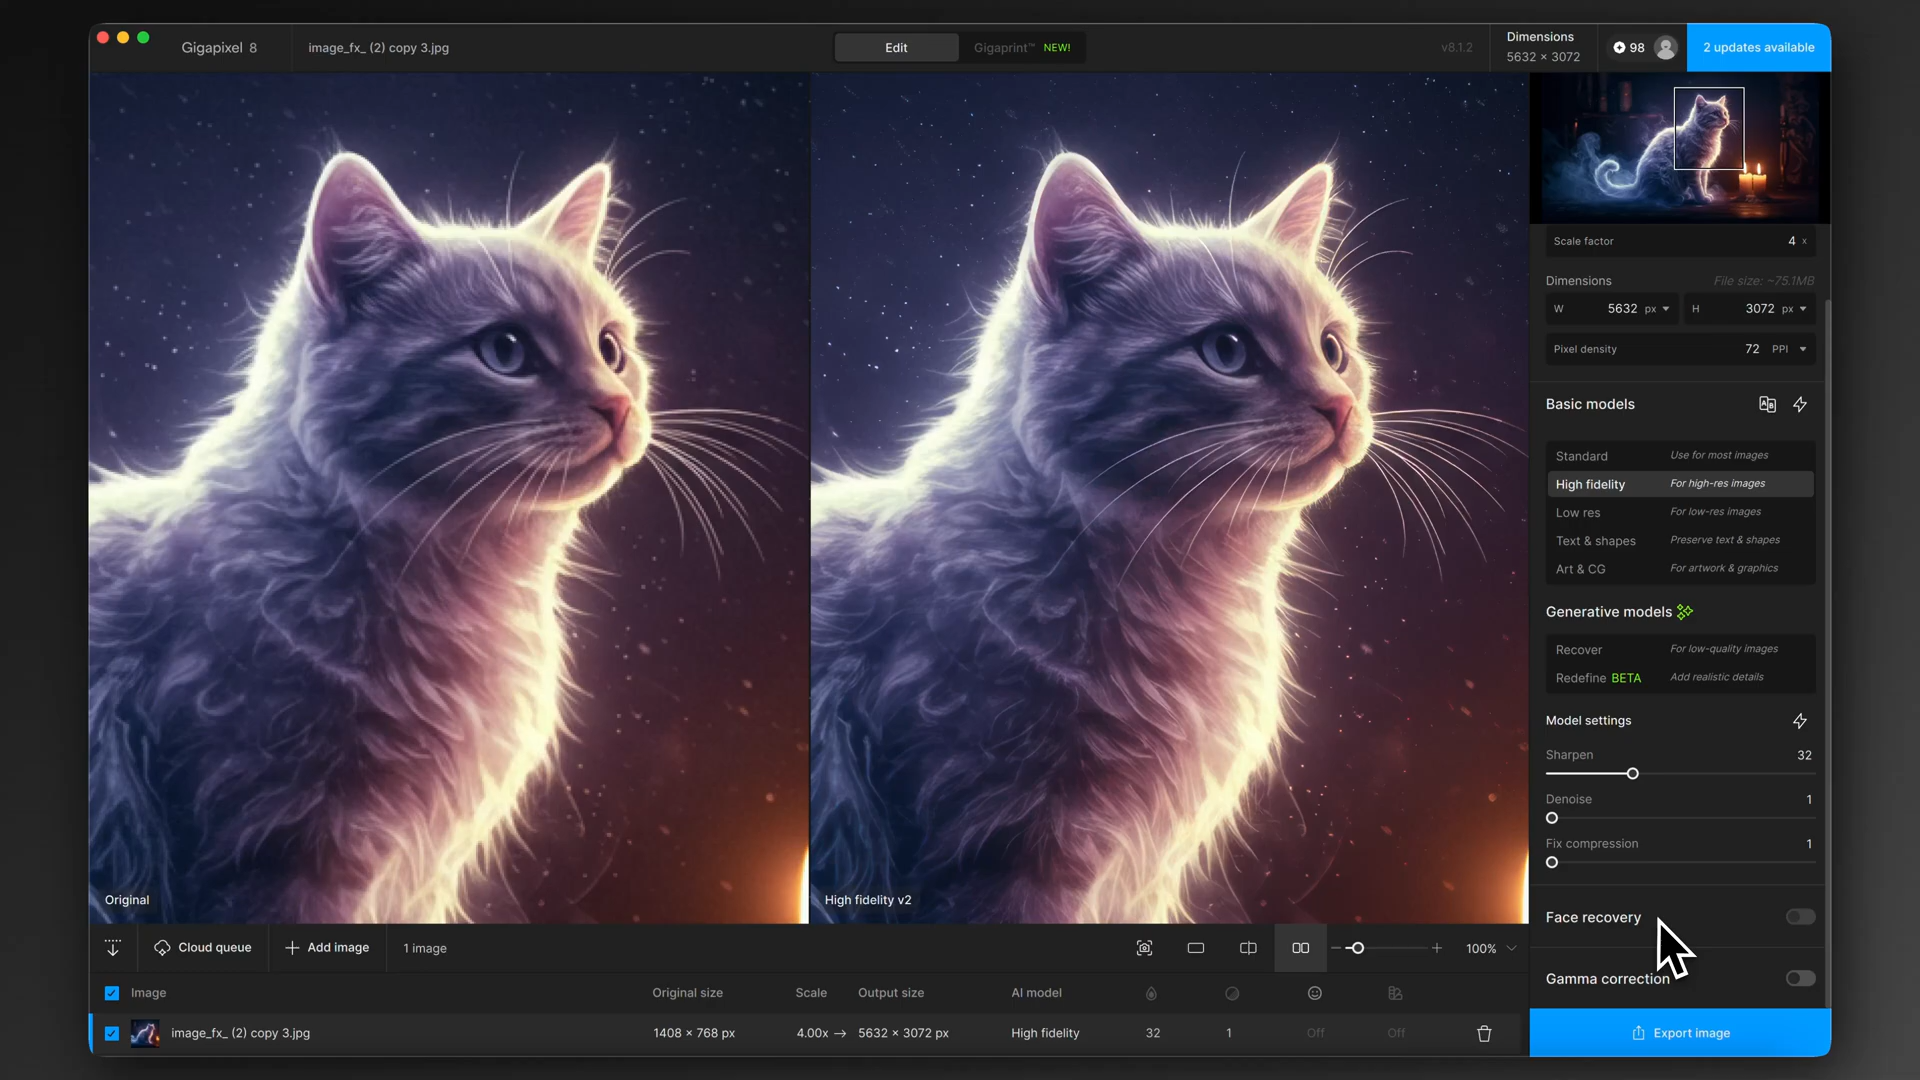 Gigapixel 8
image_fx_ (2) copy 3.jpg
Edit
Gigaprint™ NEW!
v8.1.2
Dimensions
5632 × 3072
98
2 updates available
Scale factor 4 x
Dimensions File size: ~75.1MB
W 5632 px H 3072 px
Pixel density 72 PPI
Basic models
Standard Use for most images
High fidelity For high-res images
Low res For low-res images
Text & shapes Preserve text & shapes
Art & CG For artwork & graphics
Generative models
Recover For low-quality images
Redefine BETA Add realistic details
Model settings
Sharpen 32
Denoise 1
Fix compression 1
Face recovery
Gamma correction
Export image
Original
High fidelity v2
Cloud queue
Add image
1 image
100%
Image Original size Scale Output size AI model
image_fx_ (2) copy 3.jpg 1408 × 768 px 4.00x → 5632 × 3072 px High fidelity 32 1 Off Off